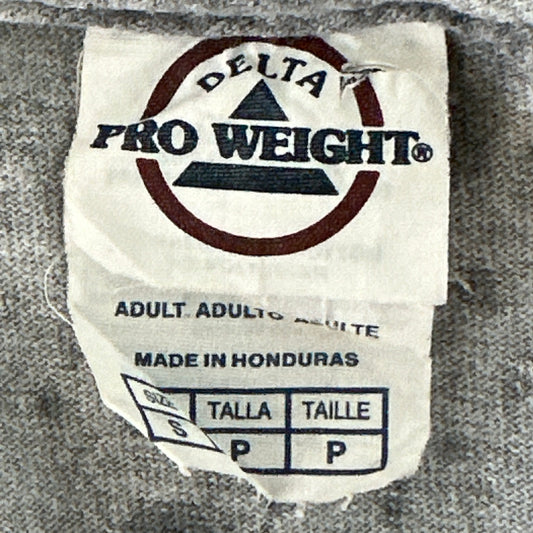 DELTA
PRO WEIGHT®
ADULT ADULTO ADULTE
MADE IN HONDURAS
SIZE TALLA TAILLE
S P P